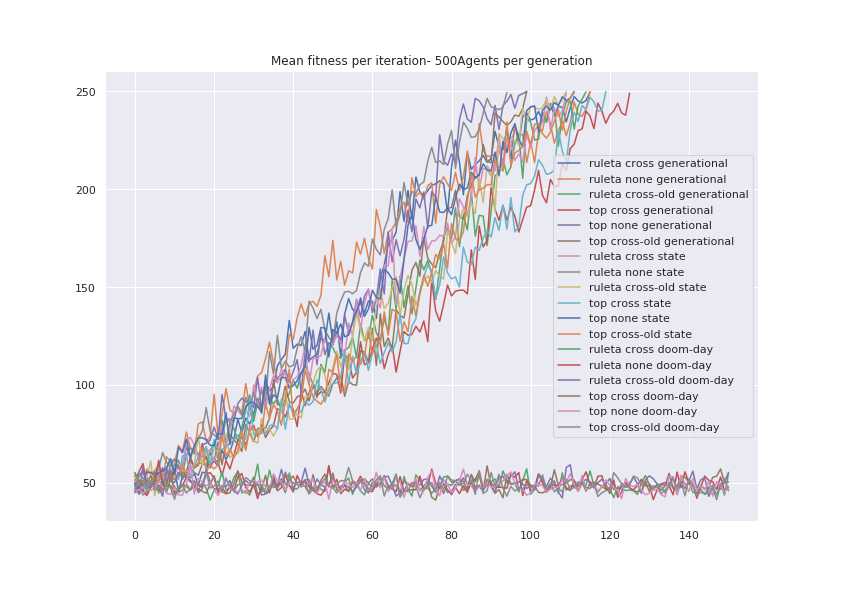 Mean fitness per iteration- 500Agents per generation
250
200
150
100
50
0
20
40
60
80
100
120
140
ruleta cross generational
ruleta none generational
ruleta cross-old generational
top cross generational
top none generational
top cross-old generational
ruleta cross state
ruleta none state
ruleta cross-old state
top cross state
top none state
top cross-old state
ruleta cross doom-day
ruleta none doom-day
ruleta cross-old doom-day
top cross doom-day
top none doom-day
top cross-old doom-day